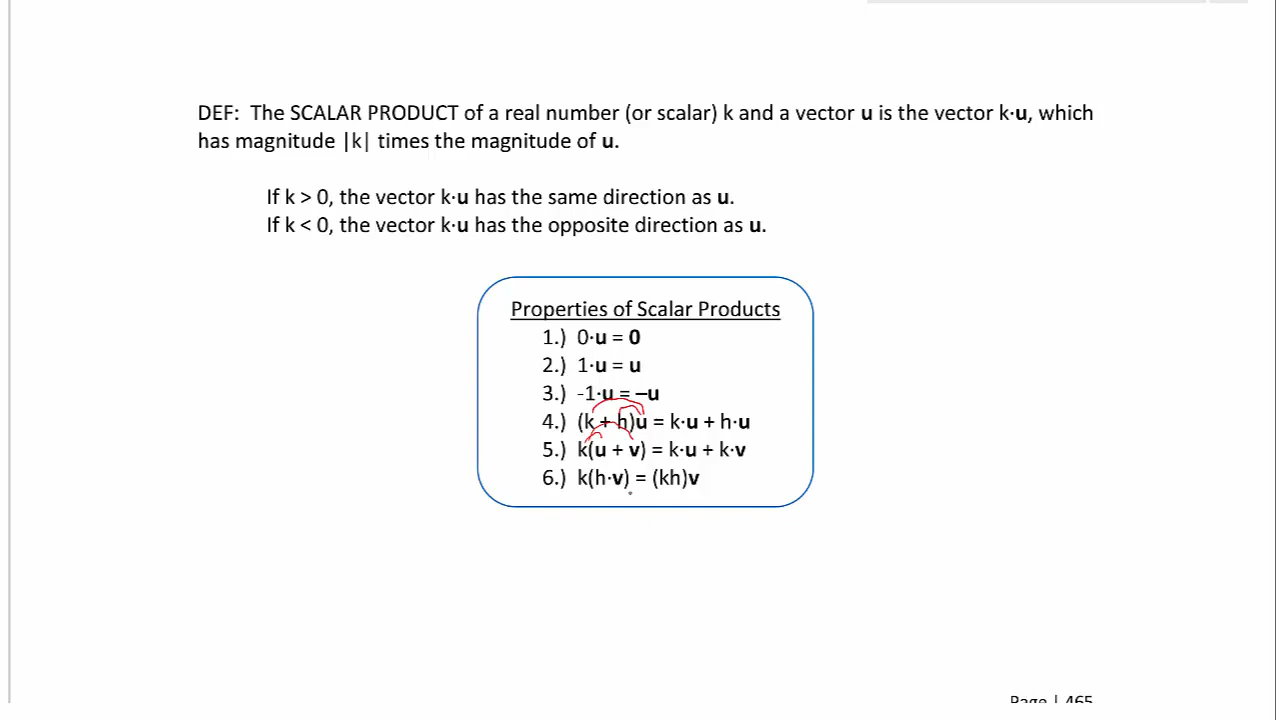 DEF: The SCALAR PRODUCT of a real number (or scalar) k and a vector u is the vector k·u, which
has magnitude |k| times the magnitude of u.
If k > 0, the vector k·u has the same direction as u.
If k < 0, the vector k·u has the opposite direction as u.
Properties of Scalar Products
1.) 0·u = 0
2.) 1·u = u
3.) -1·u = –u
4.) (k + h)u = k·u + h·u
5.) k(u + v) = k·u + k·v
6.) k(h·v) = (kh)v
Page | 465